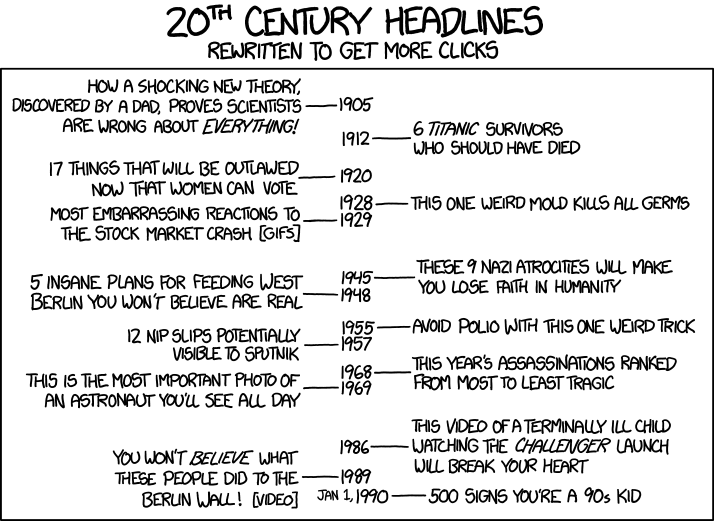 20TH CENTURY HEADLINES
REWRITTEN TO GET MORE CLICKS
HOW A SHOCKING NEW THEORY,
DISCOVERED BY A DAD, PROVES SCIENTISTS
ARE WRONG ABOUT EVERYTHING!
1905
1912
6 TITANIC SURVIVORS
WHO SHOULD HAVE DIED
17 THINGS THAT WILL BE OUTLAWED
NOW THAT WOMEN CAN VOTE
1920
1928
THIS ONE WEIRD MOLD KILLS ALL GERMS
MOST EMBARRASSING REACTIONS TO
THE STOCK MARKET CRASH [GIFS]
1929
1945
THESE 9 NAZI ATROCITIES WILL MAKE
YOU LOSE FAITH IN HUMANITY
5 INSANE PLANS FOR FEEDING WEST
BERLIN YOU WON'T BELIEVE ARE REAL
1948
1955
AVOID POLIO WITH THIS ONE WEIRD TRICK
12 NIP SLIPS POTENTIALLY
VISIBLE TO SPUTNIK
1957
1968
THIS YEAR'S ASSASSINATIONS RANKED
FROM MOST TO LEAST TRAGIC
THIS IS THE MOST IMPORTANT PHOTO OF
AN ASTRONAUT YOU'LL SEE ALL DAY
1969
1986
THIS VIDEO OF A TERMINALLY ILL CHILD
WATCHING THE CHALLENGER LAUNCH
WILL BREAK YOUR HEART
YOU WON'T BELIEVE WHAT
THESE PEOPLE DID TO THE
BERLIN WALL! [VIDEO]
1989
JAN 1, 1990
500 SIGNS YOU'RE A 90s KID